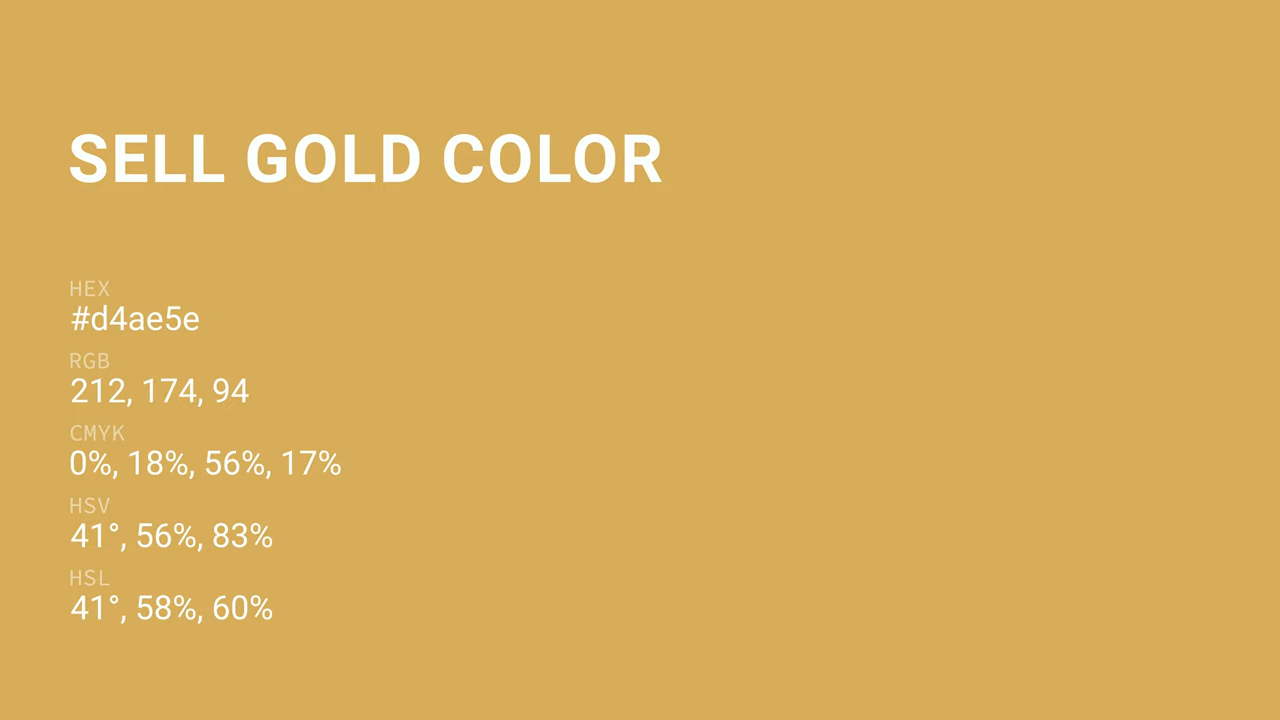 SELL GOLD COLOR
HEX
#d4ae5e
RGB
212, 174, 94
CMYK
0%, 18%, 56%, 17%
HSV
41°, 56%, 83%
HSL
41°, 58%, 60%